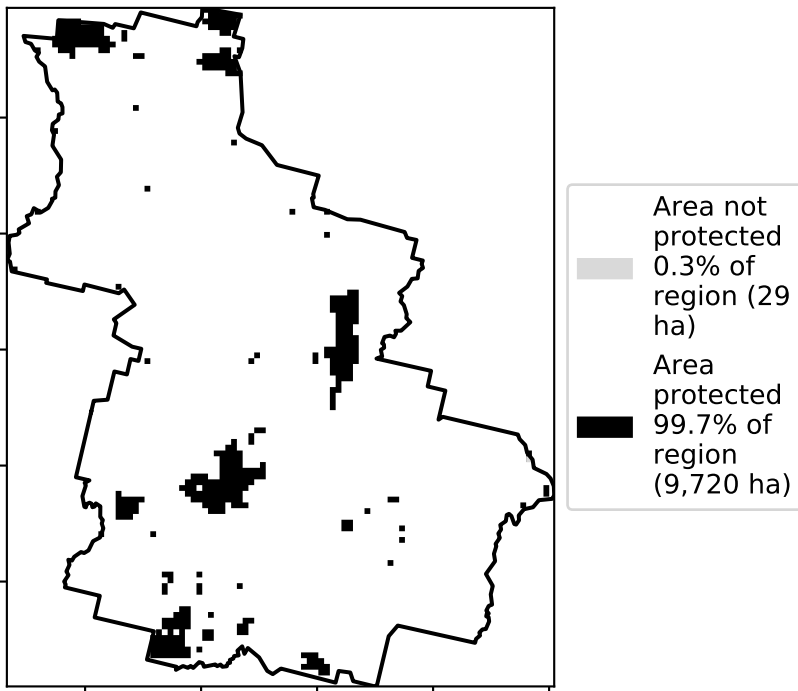 Area not
protected
0.3% of
region (29
ha)
Area
protected
99.7% of
region
(9,720 ha)